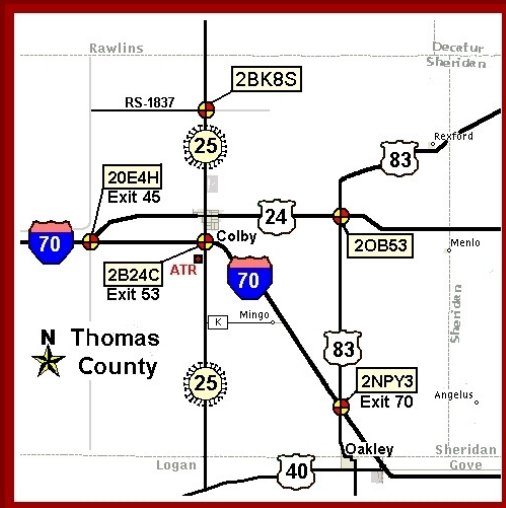 Rawlins
Decatur
Sheridan
2BK8S
RS-1837
25
83
Rexford
20E4H
Exit 45
24
70
Colby
2OB53
Menlo
2B24C
Exit 53
ATR
70
K
Mingo
Sheridan
N Thomas
County
83
25
2NPY3
Exit 70
Angelus
Oakley
Logan
40
Sheridan
Gove